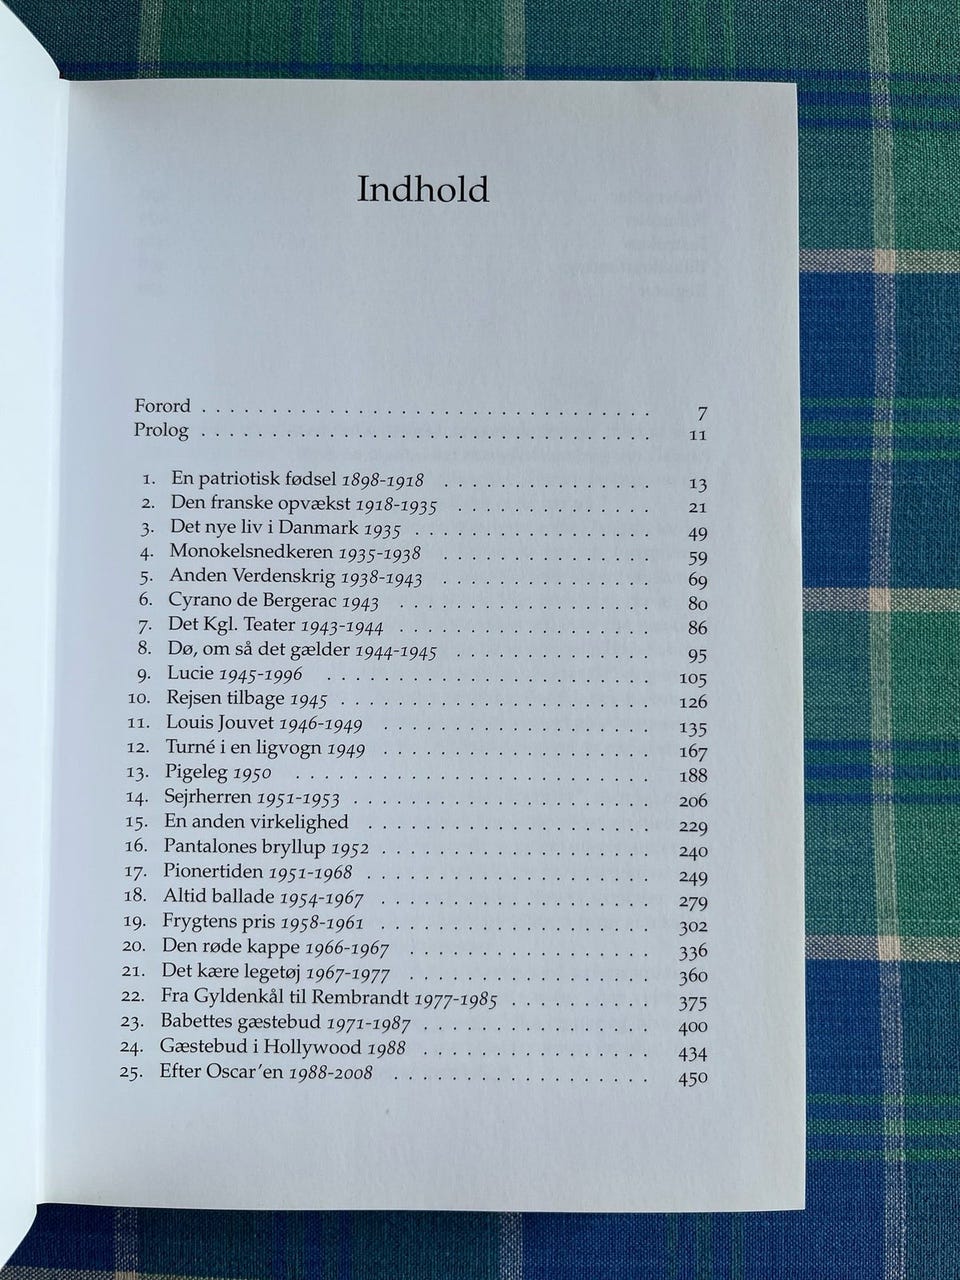 Indhold
Forord . . . . . . . . . . . . . . . . . . . . . . . . . . . . . . . . 7
Prolog . . . . . . . . . . . . . . . . . . . . . . . . . . . . . . . . 11
1. En patriotisk fødsel 1898-1918 . . . . . . . . . . . . . . . 13
2. Den franske opvækst 1918-1935 . . . . . . . . . . . . . . 21
3. Det nye liv i Danmark 1935 . . . . . . . . . . . . . . . . . 49
4. Monokelsnedkeren 1935-1938 . . . . . . . . . . . . . . . 59
5. Anden Verdenskrig 1938-1943 . . . . . . . . . . . . . . . 69
6. Cyrano de Bergerac 1943 . . . . . . . . . . . . . . . . . . 80
7. Det Kgl. Teater 1943-1944 . . . . . . . . . . . . . . . . . . 86
8. Dø, om så det gælder 1944-1945 . . . . . . . . . . . . . . 95
9. Lucie 1945-1996 . . . . . . . . . . . . . . . . . . . . . . . 105
10. Rejsen tilbage 1945 . . . . . . . . . . . . . . . . . . . . . . 126
11. Louis Jouvet 1946-1949 . . . . . . . . . . . . . . . . . . . 135
12. Turné i en ligvogn 1949 . . . . . . . . . . . . . . . . . . . 167
13. Pigeleg 1950 . . . . . . . . . . . . . . . . . . . . . . . . . 188
14. Sejrherren 1951-1953 . . . . . . . . . . . . . . . . . . . . . 206
15. En anden virkelighed . . . . . . . . . . . . . . . . . . . . 229
16. Pantalones bryllup 1952 . . . . . . . . . . . . . . . . . . . 240
17. Pionertiden 1951-1968 . . . . . . . . . . . . . . . . . . . . 249
18. Altid ballade 1954-1967 . . . . . . . . . . . . . . . . . . . 279
19. Frygtens pris 1958-1961 . . . . . . . . . . . . . . . . . . . 302
20. Den røde kappe 1966-1967 . . . . . . . . . . . . . . . . . 336
21. Det kære legetøj 1967-1977 . . . . . . . . . . . . . . . . . 360
22. Fra Gyldenkål til Rembrandt 1977-1985 . . . . . . . . . . 375
23. Babettes gæstebud 1971-1987 . . . . . . . . . . . . . . . . 400
24. Gæstebud i Hollywood 1988 . . . . . . . . . . . . . . . . 434
25. Efter Oscar'en 1988-2008 . . . . . . . . . . . . . . . . . . 450